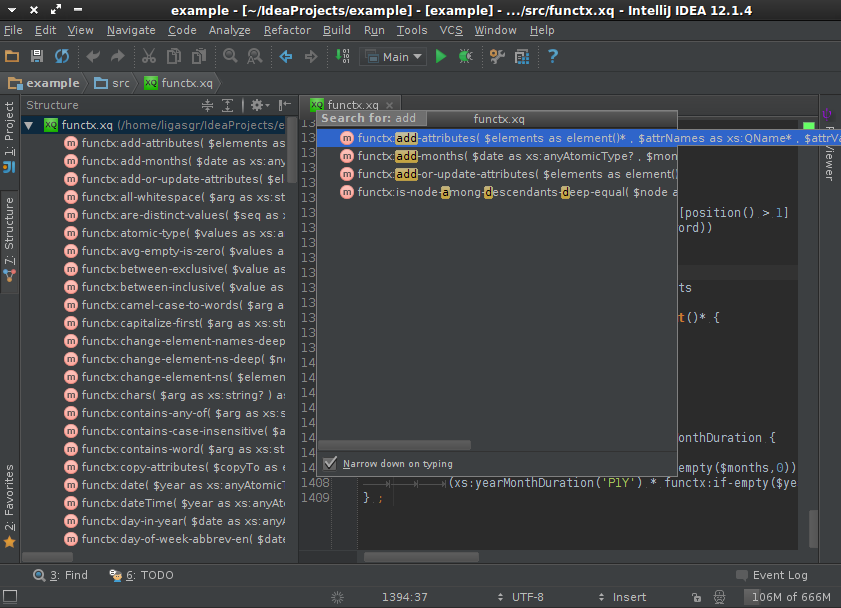 example - [~/IdeaProjects/example] - [example] - .../src/functx.xq - IntelliJ IDEA 12.1.4
File Edit View Navigate Code Analyze Refactor Build Run Tools VCS Window Help
Main
example src functx.xq
1: Project
7: Structure
2: Favorites
Structure
functx.xq (/home/ligasgr/IdeaProjects/e
functx:add-attributes( $elements as
functx:add-months( $date as xs:any
functx:add-or-update-attributes( $el
functx:all-whitespace( $arg as xs:st
functx:are-distinct-values( $seq as x
functx:atomic-type( $values as xs:a
functx:avg-empty-is-zero( $values a
functx:between-exclusive( $value as
functx:between-inclusive( $value as
functx:camel-case-to-words( $arg a
functx:capitalize-first( $arg as xs:str
functx:change-element-names-deep
functx:change-element-ns-deep( $n
functx:change-element-ns( $elemen
functx:chars( $arg as xs:string? ) as
functx:contains-any-of( $arg as xs:s
functx:contains-case-insensitive( $a
functx:contains-word( $arg as xs:str
functx:copy-attributes( $copyTo as e
functx:date( $year as xs:anyAtomicT
functx:dateTime( $year as xs:anyAto
functx:day-in-year( $date as xs:any
functx:day-of-week-abbrev-en( $date
functx.xq
Search for: add functx.xq
functx:add-attributes( $elements as element()* , $attrNames as xs:QName* , $attrVa
functx:add-months( $date as xs:anyAtomicType? , $mon
functx:add-or-update-attributes( $elements as element()
functx:is-node-among-descendants-deep-equal( $node a
[position() > 1]
ord))
ts
t()* {
Narrow down on typing
onthDuration {
empty($months,0))
1408 (xs:yearMonthDuration('P1Y') * functx:if-empty($ye
1409 } ;
3: Find 6: TODO Event Log
1394:37 UTF-8 Insert 106M of 666M